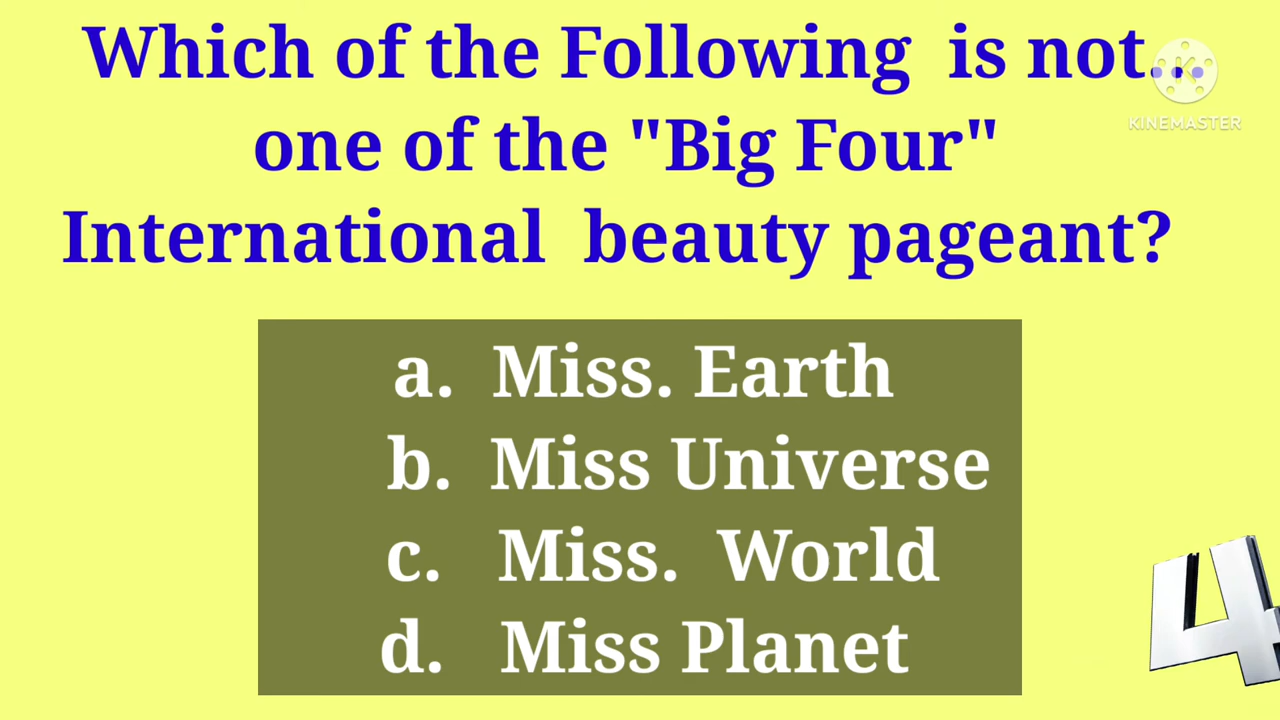 Which of the Following is not...
one of the "Big Four"
International beauty pageant?
KINEMASTER
a. Miss. Earth
b. Miss Universe
c. Miss. World
d. Miss Planet
4